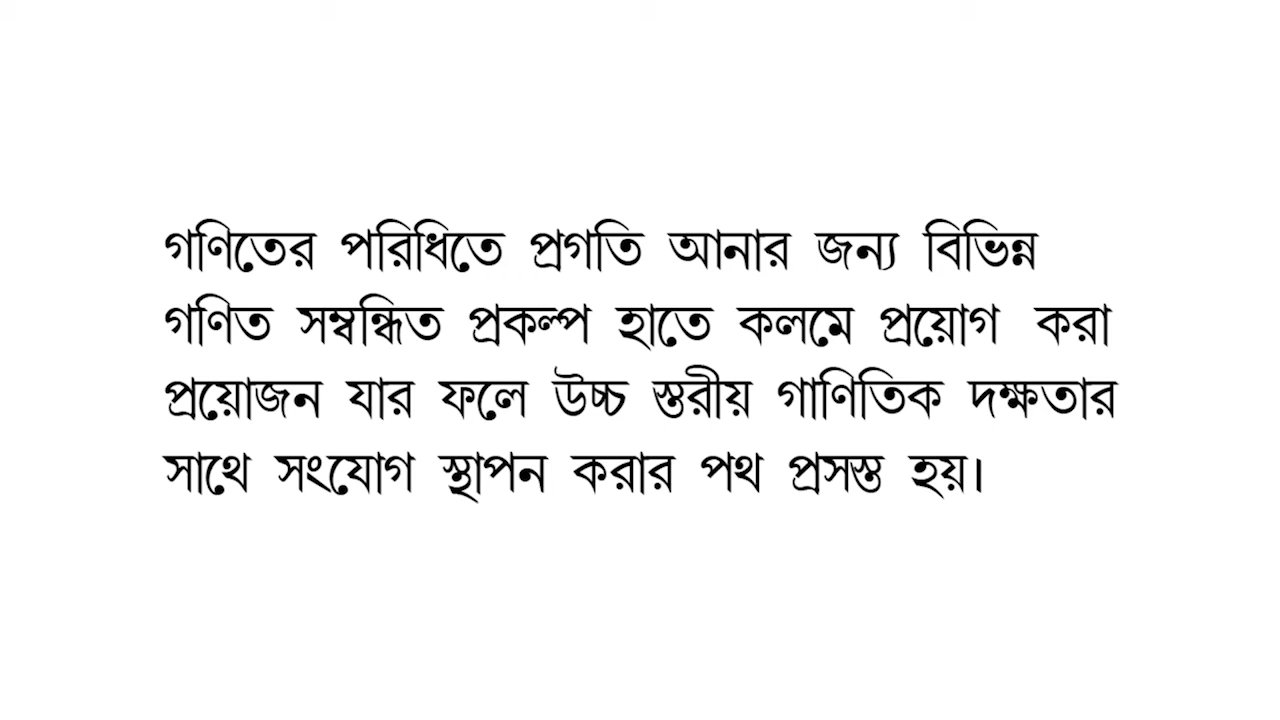 গণিতের পরিধিতে প্রগতি আনার জন্য বিভিন্ন
গণিত সম্বন্ধিত প্রকল্প হাতে কলমে প্রয়োগ করা
প্রয়োজন যার ফলে উচ্চ স্তরীয় গাণিতিক দক্ষতার
সাথে সংযোগ স্থাপন করার পথ প্রসস্ত হয়।